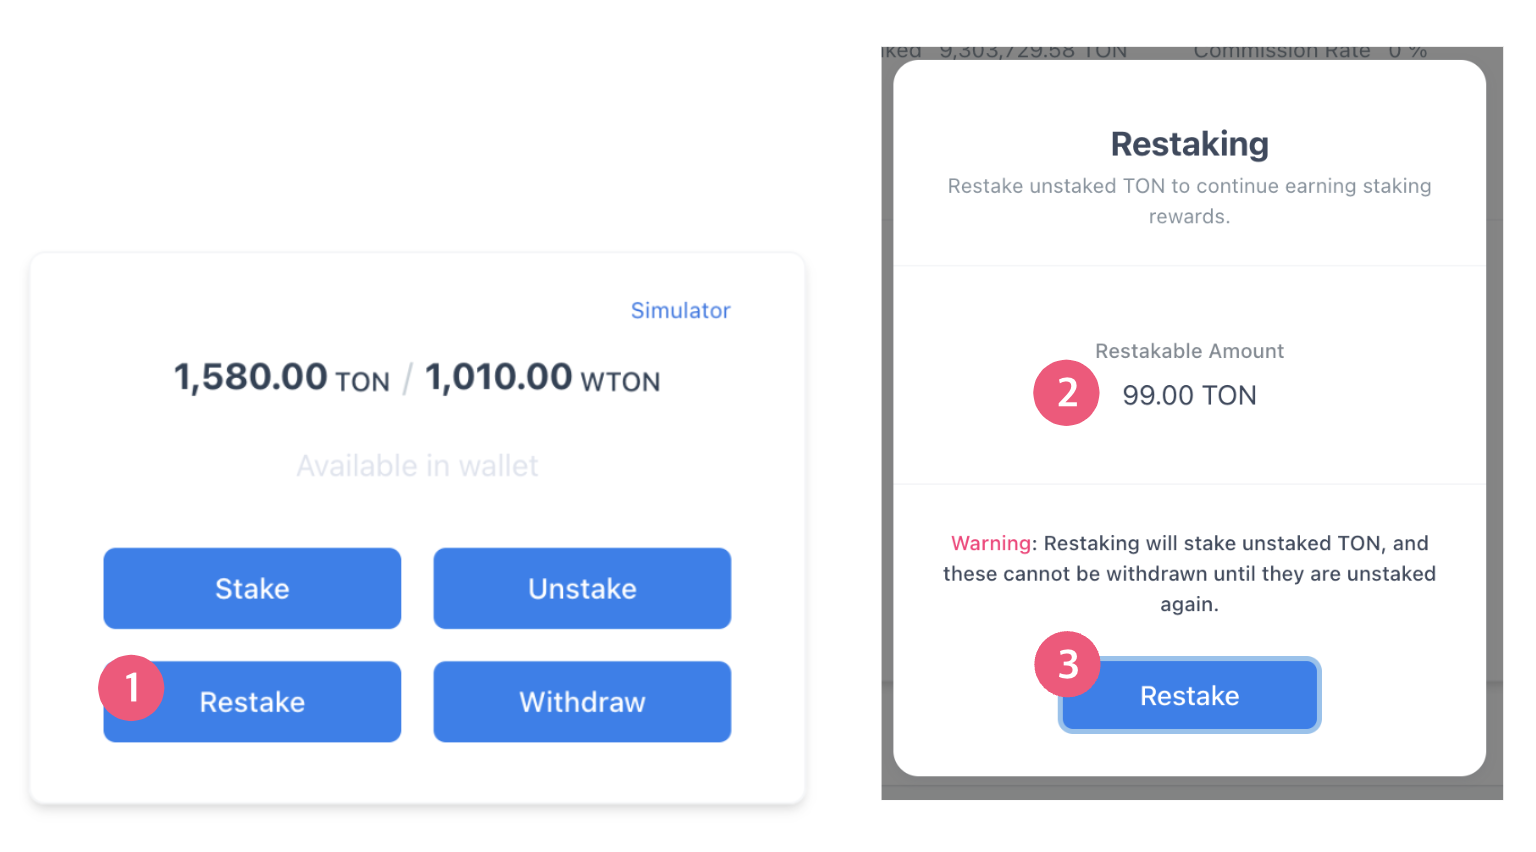 Simulator
1,580.00 TON / 1,010.00 WTON
Available in wallet
Stake
Unstake
1
Restake
Withdraw
9,303,729.58 TON Commission Rate 0 %
Restaking
Restake unstaked TON to continue earning staking
rewards.
Restakable Amount
2
99.00 TON
Warning: Restaking will stake unstaked TON, and
these cannot be withdrawn until they are unstaked
again.
3
Restake